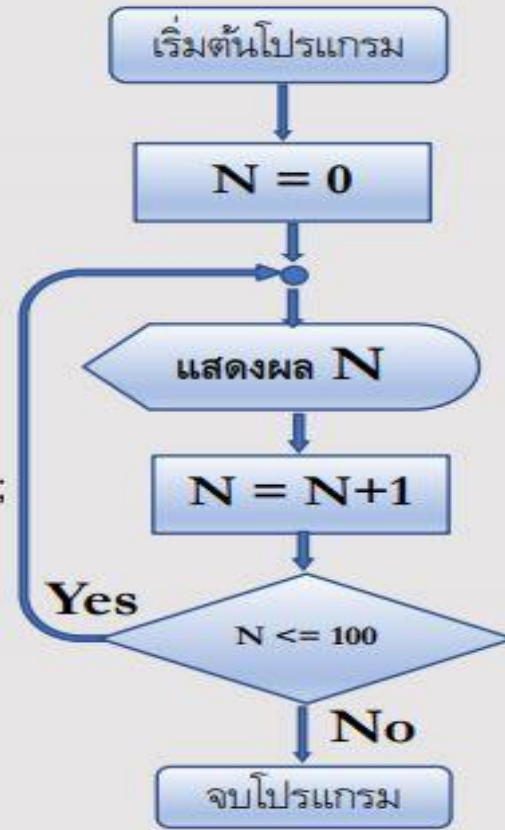 เริ่มต้นโปรแกรม
N = 0
แสดงผล N
N = N+1
N <= 100
Yes
No
จบโปรแกรม